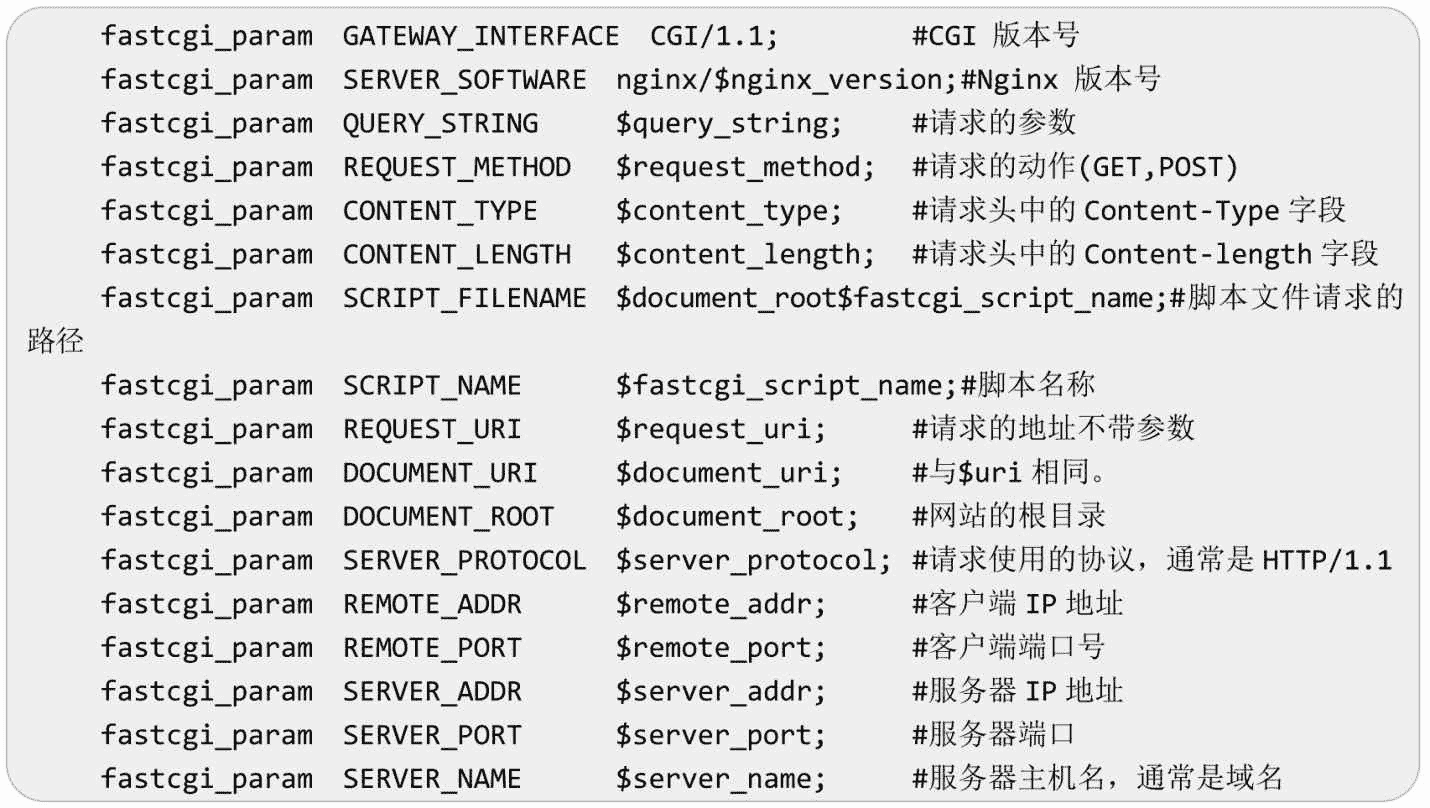 fastcgi_param GATEWAY_INTERFACE CGI/1.1; #CGI 版本号
fastcgi_param SERVER_SOFTWARE nginx/$nginx_version;#Nginx 版本号
fastcgi_param QUERY_STRING $query_string; #请求的参数
fastcgi_param REQUEST_METHOD $request_method; #请求的动作(GET,POST)
fastcgi_param CONTENT_TYPE $content_type; #请求头中的 Content-Type 字段
fastcgi_param CONTENT_LENGTH $content_length; #请求头中的 Content-length 字段
fastcgi_param SCRIPT_FILENAME $document_root$fastcgi_script_name;#脚本文件请求的
路径
fastcgi_param SCRIPT_NAME $fastcgi_script_name;#脚本名称
fastcgi_param REQUEST_URI $request_uri; #请求的地址不带参数
fastcgi_param DOCUMENT_URI $document_uri; #与$uri 相同。
fastcgi_param DOCUMENT_ROOT $document_root; #网站的根目录
fastcgi_param SERVER_PROTOCOL $server_protocol; #请求使用的协议，通常是 HTTP/1.1
fastcgi_param REMOTE_ADDR $remote_addr; #客户端 IP 地址
fastcgi_param REMOTE_PORT $remote_port; #客户端端口号
fastcgi_param SERVER_ADDR $server_addr; #服务器 IP 地址
fastcgi_param SERVER_PORT $server_port; #服务器端口
fastcgi_param SERVER_NAME $server_name; #服务器主机名，通常是域名